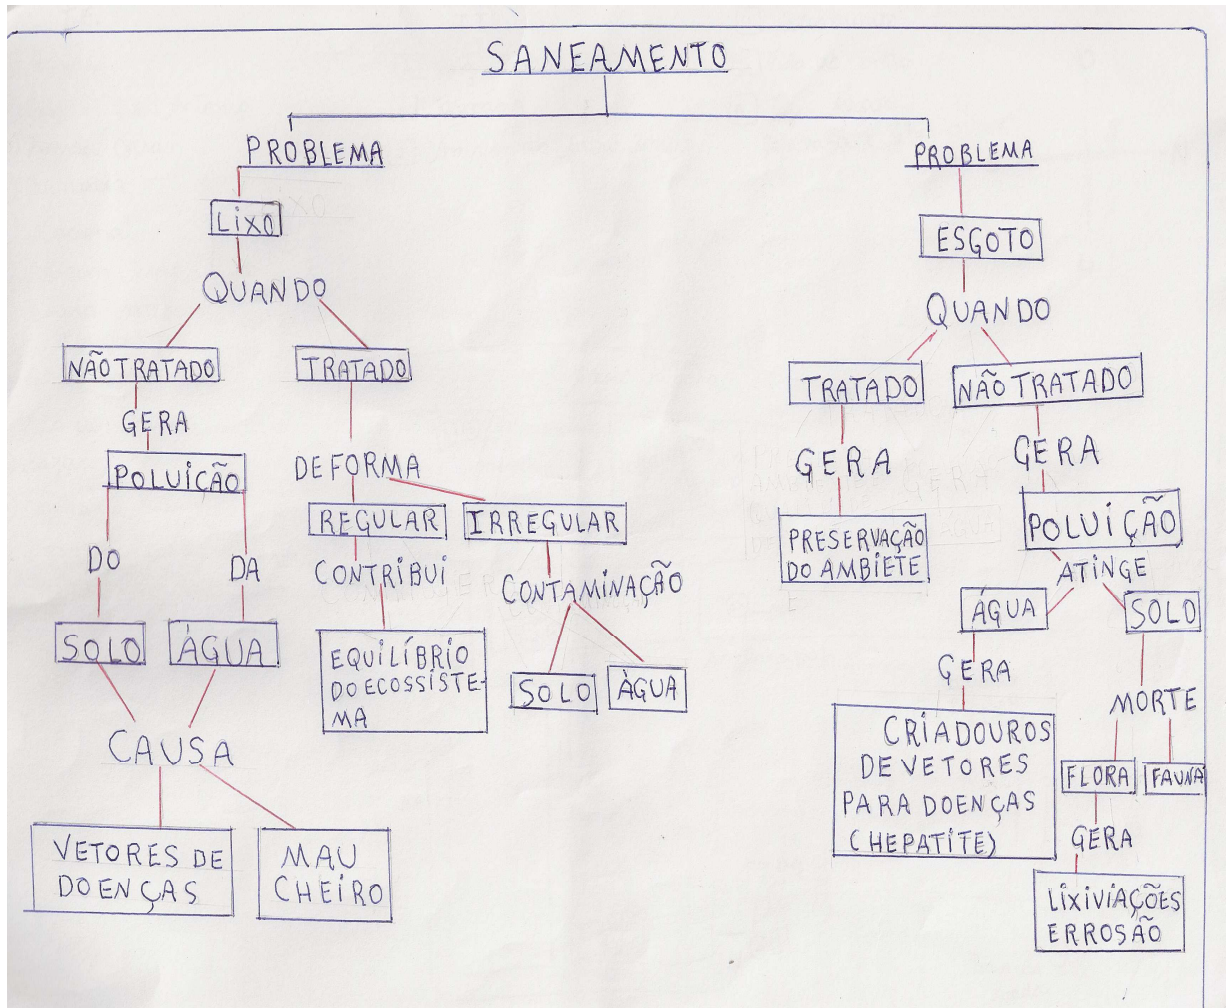 SANEAMENTO
PROBLEMA
LIXO
QUANDO
NÃO TRATADO
TRATADO
GERA
POLUIÇÃO
DO
DA
SOLO
ÁGUA
CAUSA
VETORES DE
DOENÇAS
MAU
CHEIRO
DE FORMA
REGULAR
IRREGULAR
CONTRIBUI
EQUILÍBRIO
DO ECOSSISTE-
MA
CONTAMINAÇÃO
SOLO
ÁGUA
PROBLEMA
ESGOTO
QUANDO
TRATADO
NÃO TRATADO
GERA
PRESERVAÇÃO
DO AMBIETE
GERA
POLUIÇÃO
ATINGE
ÁGUA
SOLO
GERA
CRIADOUROS
DE VETORES
PARA DOENÇAS
(HEPATITE)
MORTE
FLORA
FAUNA
GERA
LIXIVIAÇÕES
ERROSÃO